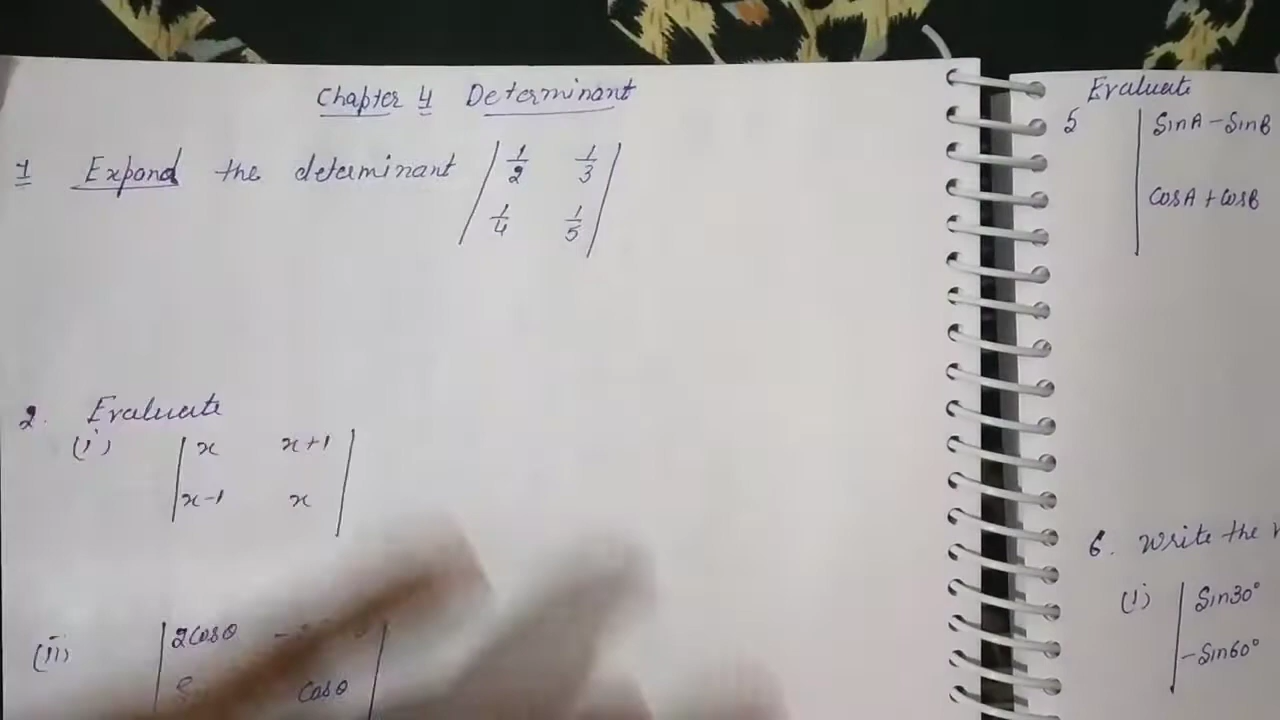 Chapter 4 Determinant
1 Expand the determinant | 1/2 1/3 |
| 1/4 1/5 |
2. Evaluate
(i) | x x+1 |
| x-1 x |
(ii) | 2cosθ
cosθ |
Evaluate
5 | SinA - SinB
| CosA + CosB
6. Write the
(i) | Sin30°
| -Sin60°